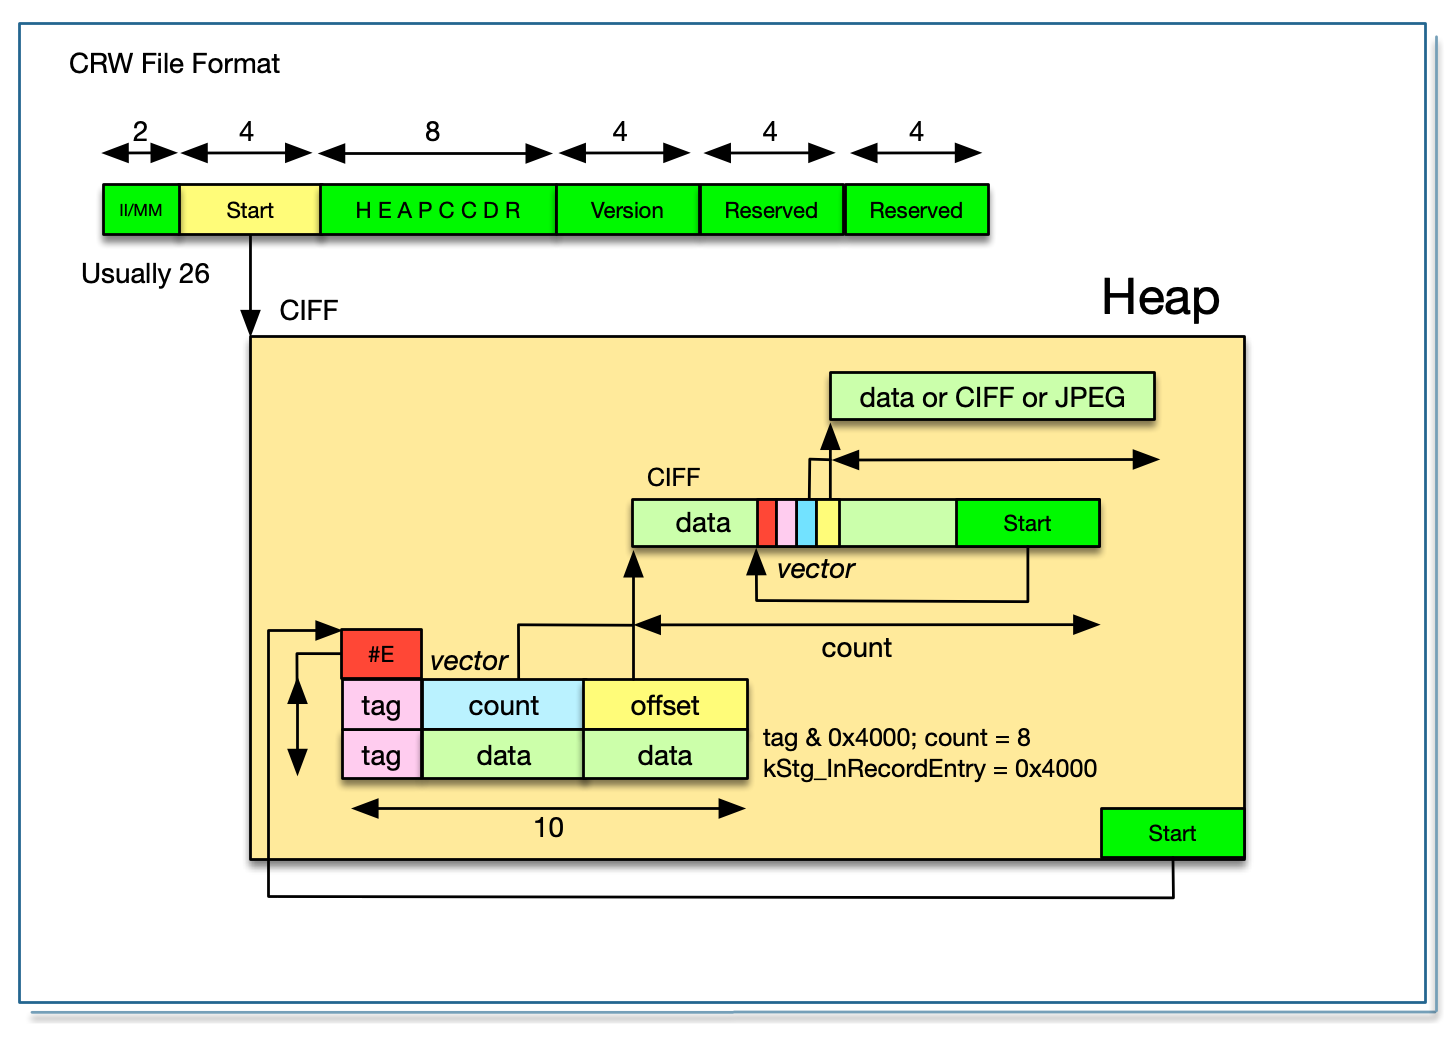 CRW File Format
2 4 8 4 4 4
II/MM Start H E A P C C D R Version Reserved Reserved
Usually 26
CIFF
Heap
data or CIFF or JPEG
CIFF
data Start
vector
count
#E vector
tag count offset
tag data data
tag & 0x4000; count = 8
kStg_InRecordEntry = 0x4000
10
Start